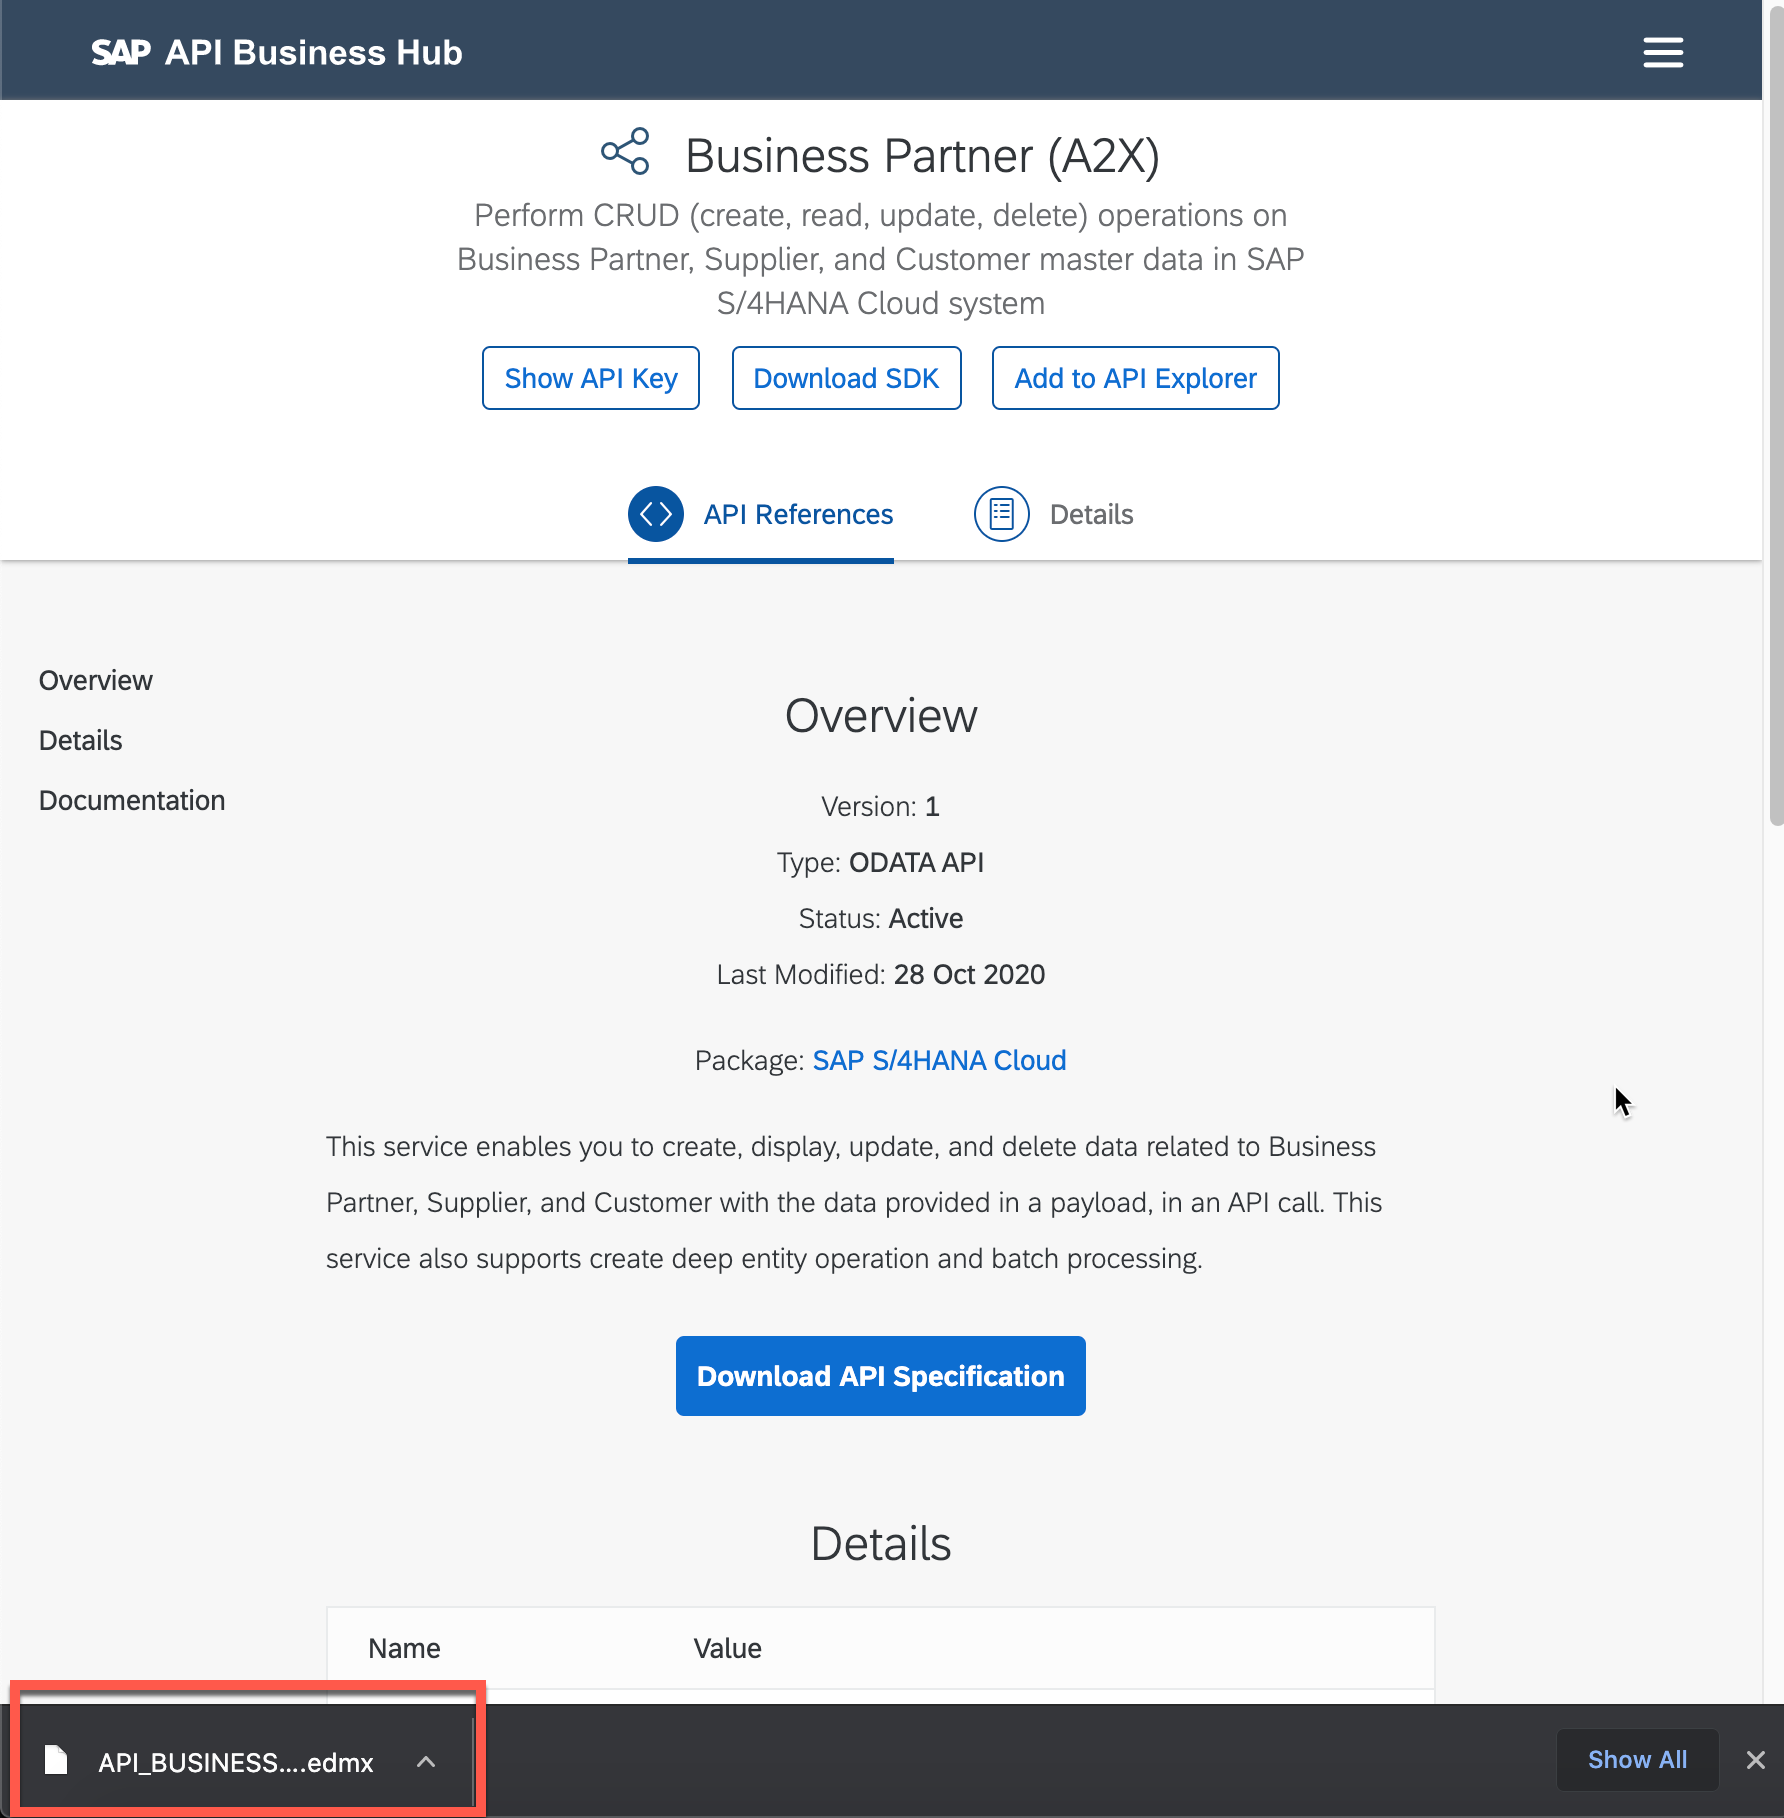 SAP API Business Hub
Business Partner (A2X)
Perform CRUD (create, read, update, delete) operations on
Business Partner, Supplier, and Customer master data in SAP
S/4HANA Cloud system
Show API Key
Download SDK
Add to API Explorer
API References
Details
Overview
Details
Documentation
Overview
Version: 1
Type: ODATA API
Status: Active
Last Modified: 28 Oct 2020
Package: SAP S/4HANA Cloud
This service enables you to create, display, update, and delete data related to Business
Partner, Supplier, and Customer with the data provided in a payload, in an API call. This
service also supports create deep entity operation and batch processing.
Download API Specification
Details
Name Value
API_BUSINESS....edmx
Show All